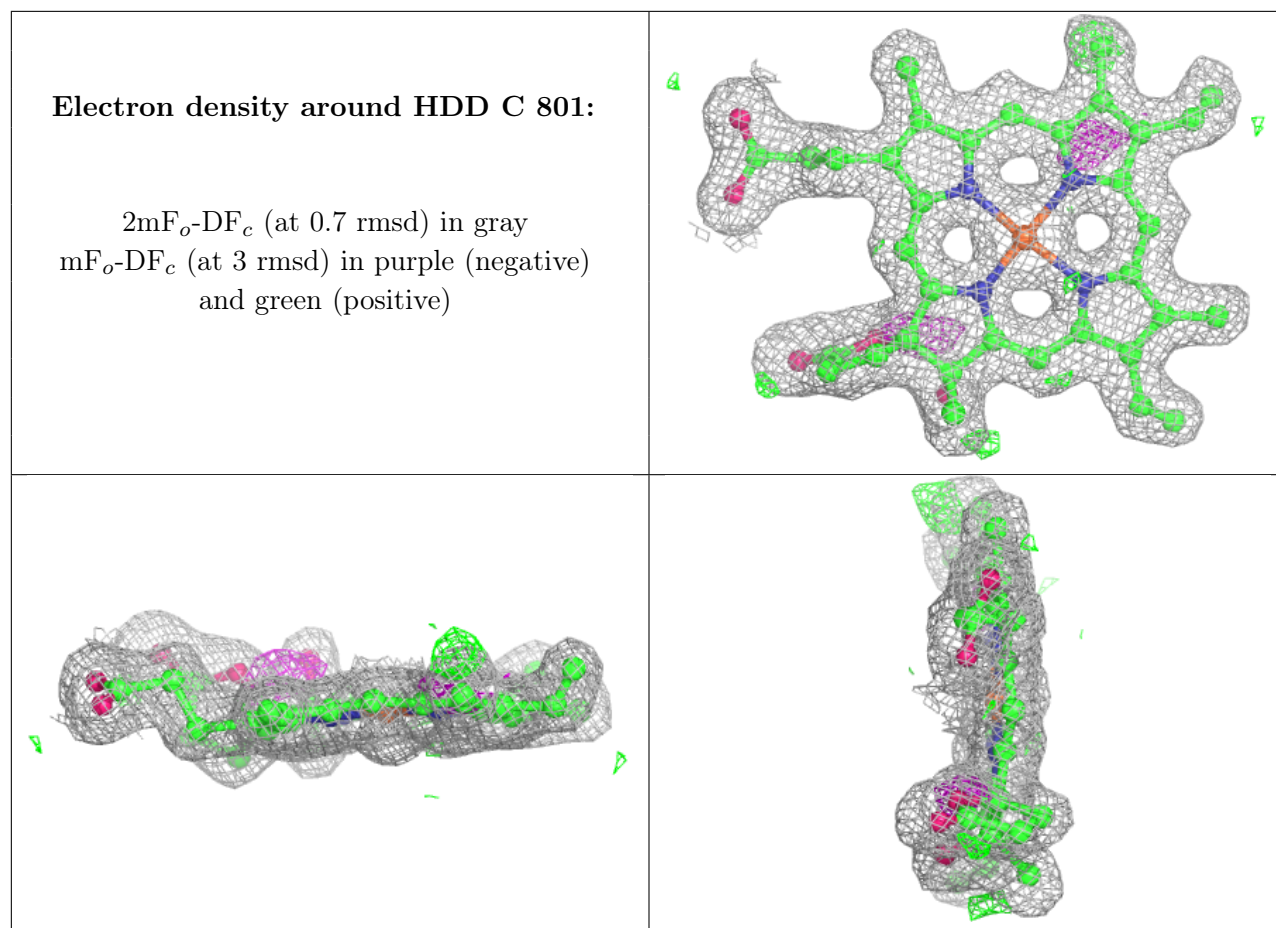 Electron density around HDD C 801:
2mFo-DFc (at 0.7 rmsd) in gray
mFo-DFc (at 3 rmsd) in purple (negative)
and green (positive)